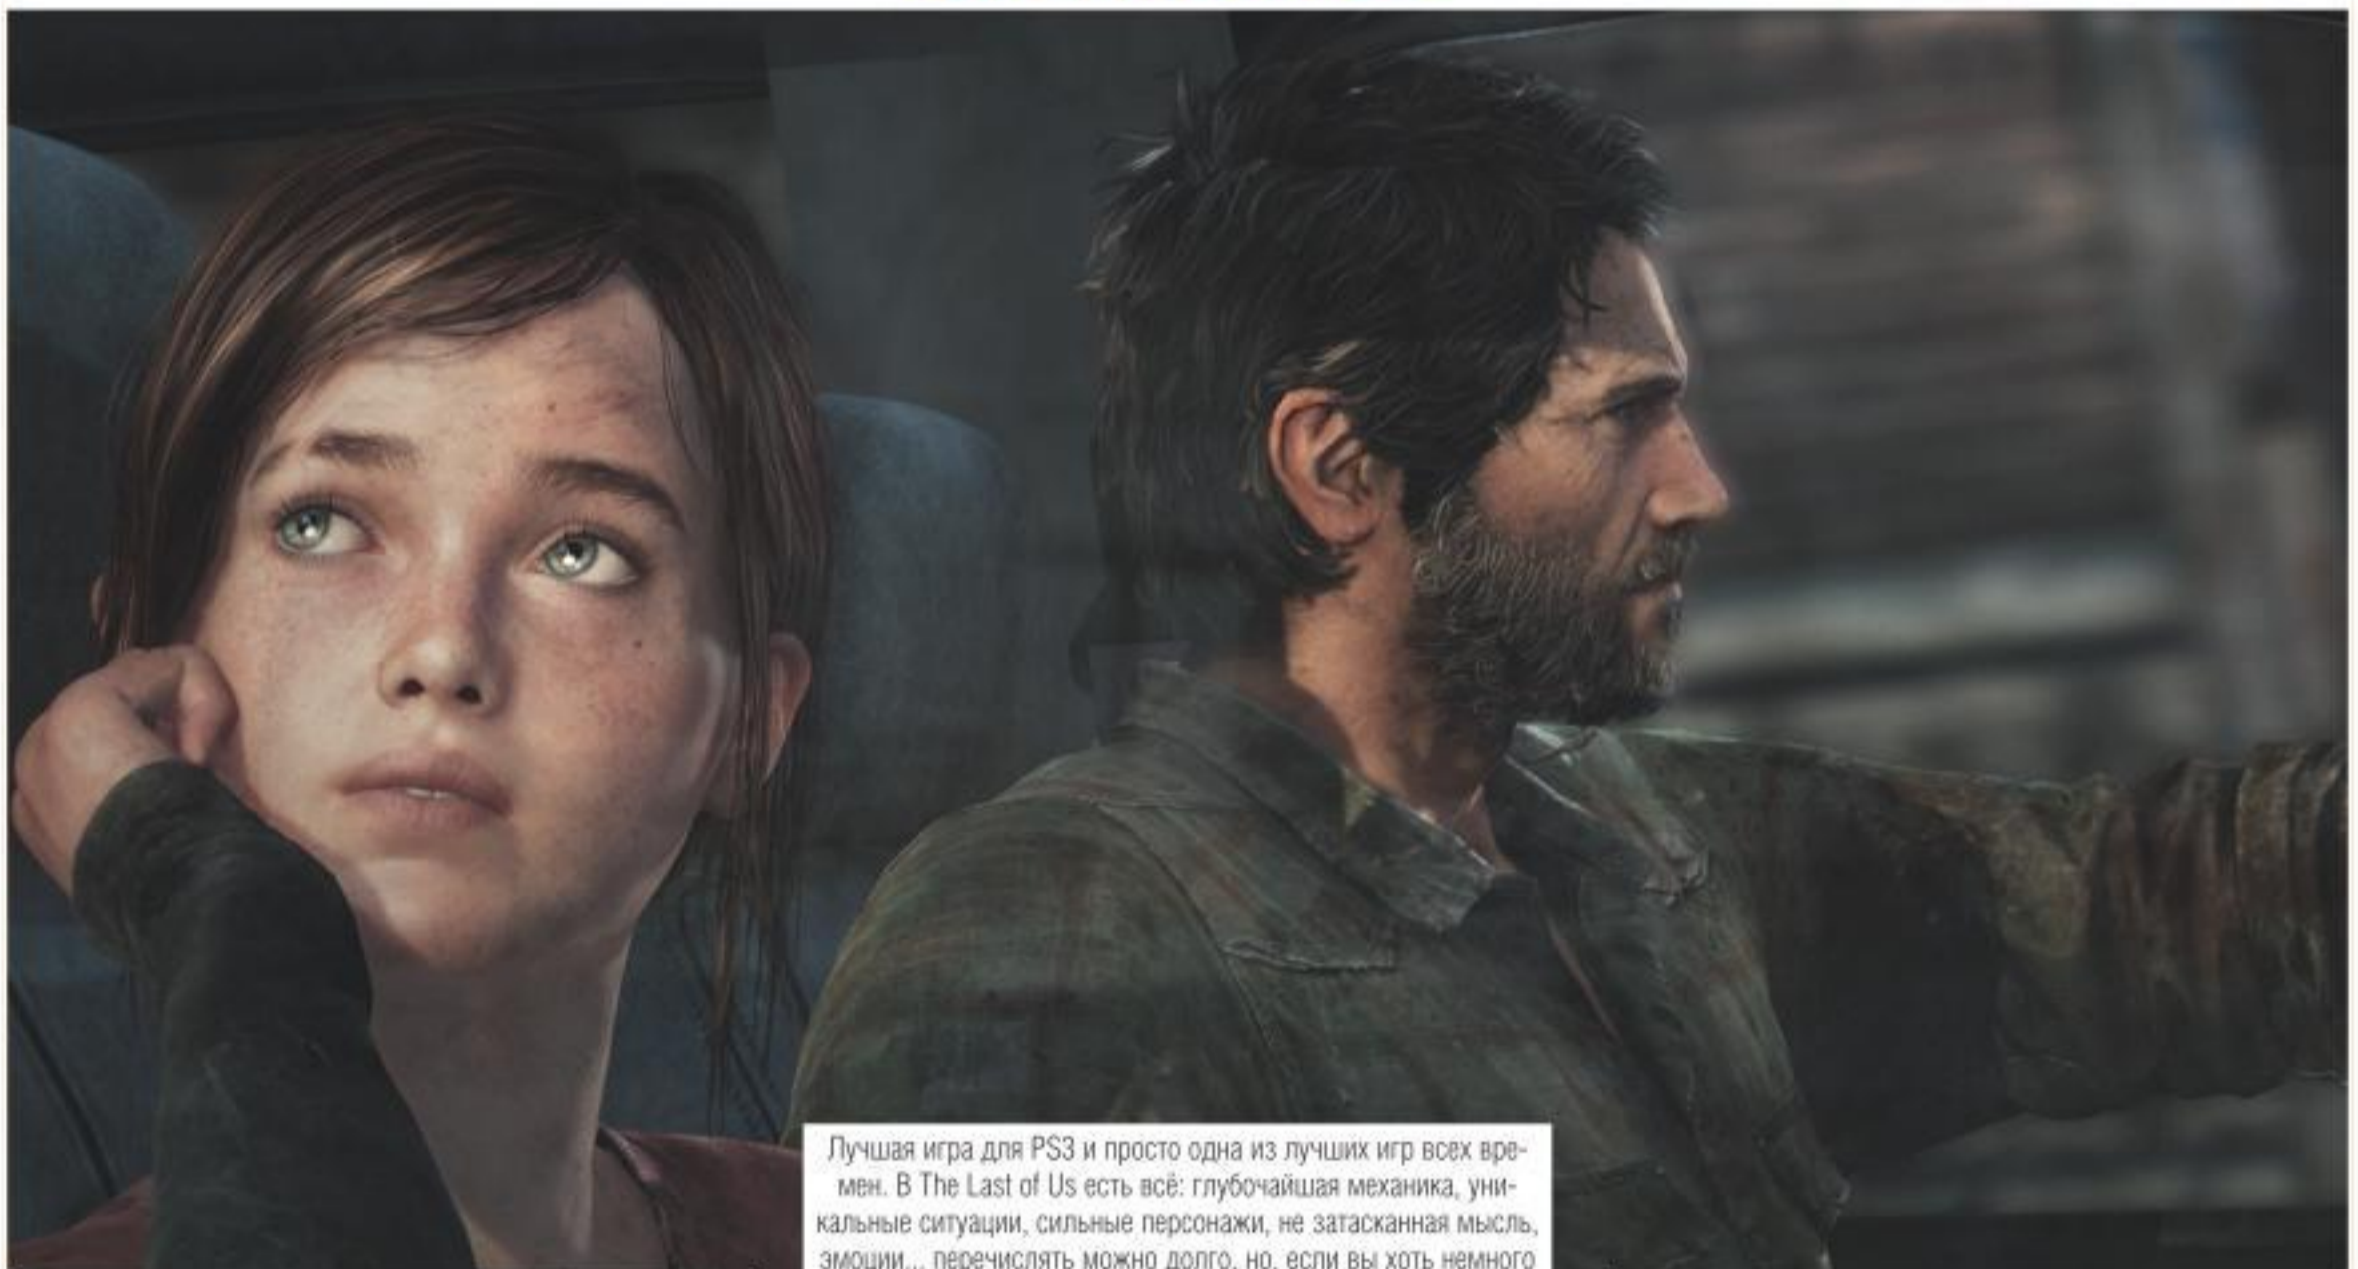 Лучшая игра для PS3 и просто одна из лучших игр всех вре-
мен. В The Last of Us есть всё: глубочайшая механика, уни-
кальные ситуации, сильные персонажи, не затасканная мысль,
эмоции... перечислять можно долго, но, если вы хоть немного